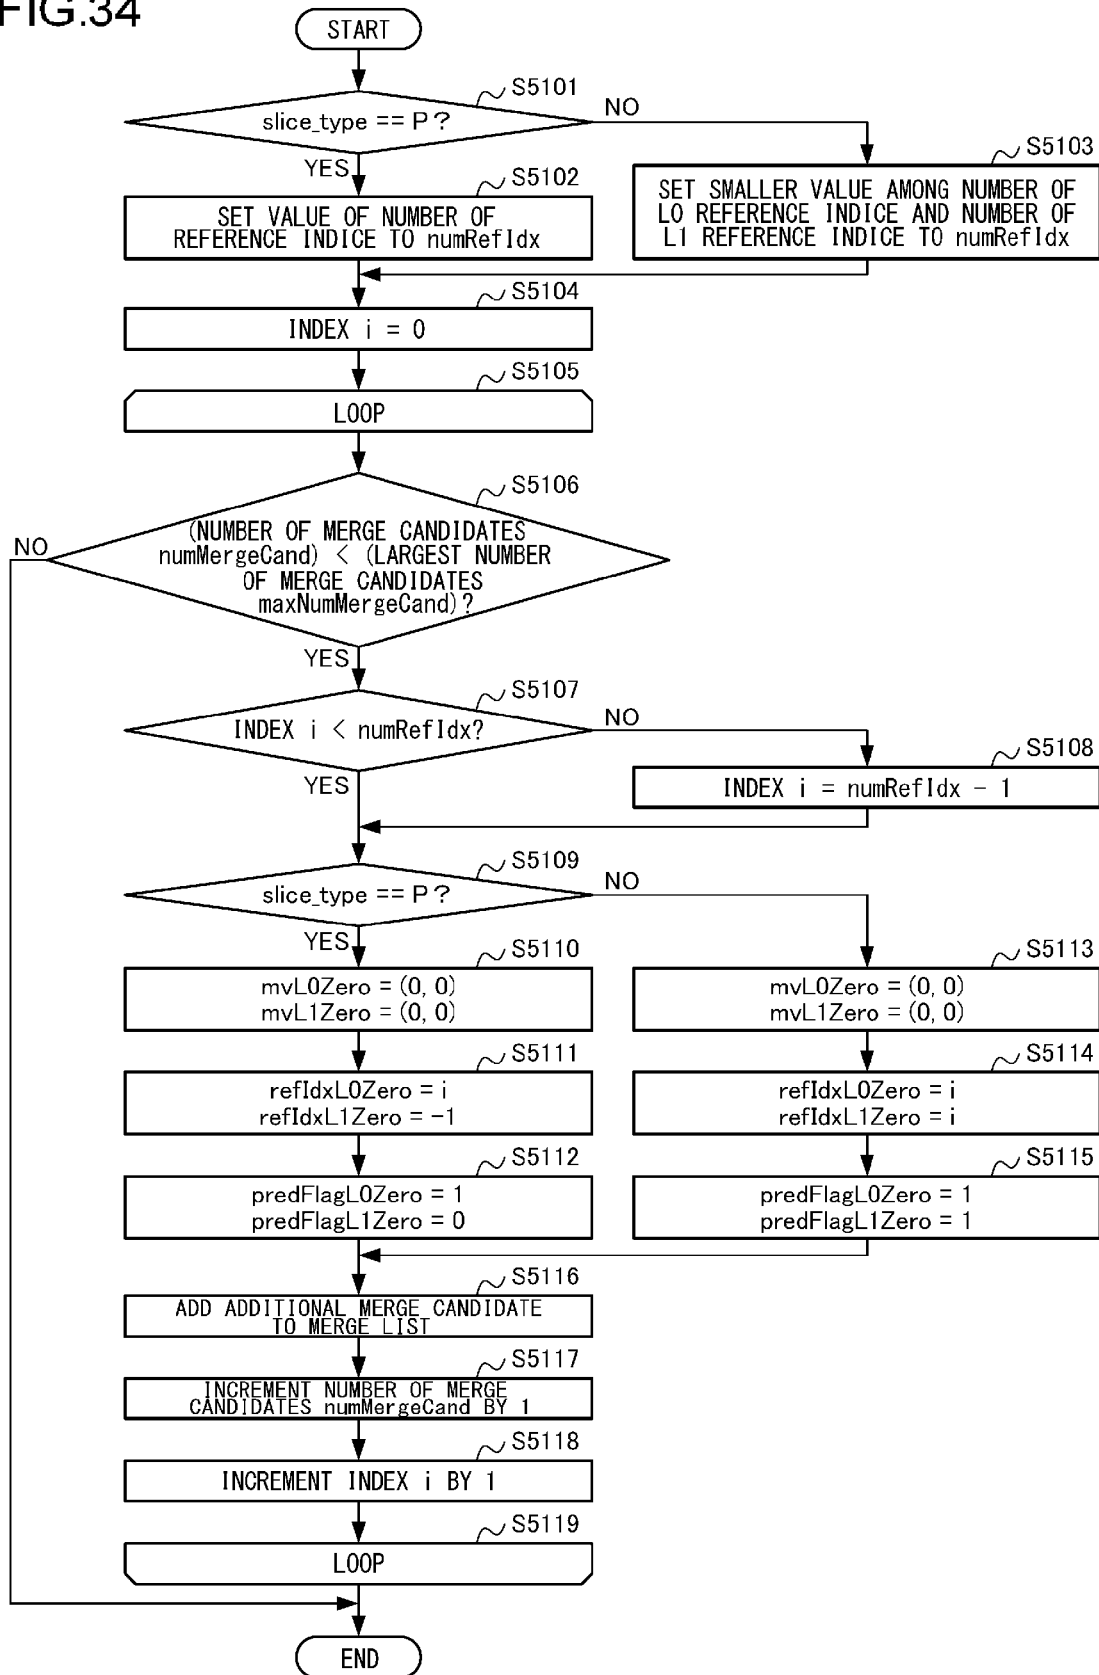 FIG.34
START
S5101
slice_type == P?
NO
YES
S5102
SET VALUE OF NUMBER OF
REFERENCE INDICE TO numRefIdx
S5103
SET SMALLER VALUE AMONG NUMBER OF
L0 REFERENCE INDICE AND NUMBER OF
L1 REFERENCE INDICE TO numRefIdx
S5104
INDEX i = 0
S5105
LOOP
S5106
(NUMBER OF MERGE CANDIDATES
numMergeCand) < (LARGEST NUMBER
OF MERGE CANDIDATES
maxNumMergeCand)?
NO
YES
S5107
INDEX i < numRefIdx?
NO
YES
S5108
INDEX i = numRefIdx - 1
S5109
slice_type == P?
NO
YES
S5110
mvL0Zero = (0, 0)
mvL1Zero = (0, 0)
S5113
mvL0Zero = (0, 0)
mvL1Zero = (0, 0)
S5111
refIdxL0Zero = i
refIdxL1Zero = -1
S5114
refIdxL0Zero = i
refIdxL1Zero = i
S5112
predFlagL0Zero = 1
predFlagL1Zero = 0
S5115
predFlagL0Zero = 1
predFlagL1Zero = 1
S5116
ADD ADDITIONAL MERGE CANDIDATE
TO MERGE LIST
S5117
INCREMENT NUMBER OF MERGE
CANDIDATES numMergeCand BY 1
S5118
INCREMENT INDEX i BY 1
S5119
LOOP
END